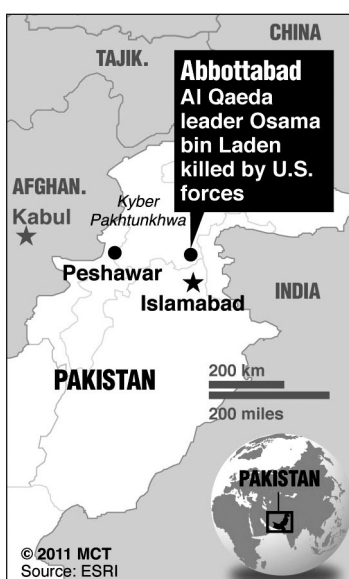 CHINA
TAJIK.
Abbottabad
Al Qaeda
leader Osama
bin Laden
killed by U.S.
forces
AFGHAN.
Kabul
Kyber
Pakhtunkhwa
Peshawar
Islamabad
INDIA
PAKISTAN
200 km
200 miles
PAKISTAN
© 2011 MCT
Source: ESRI